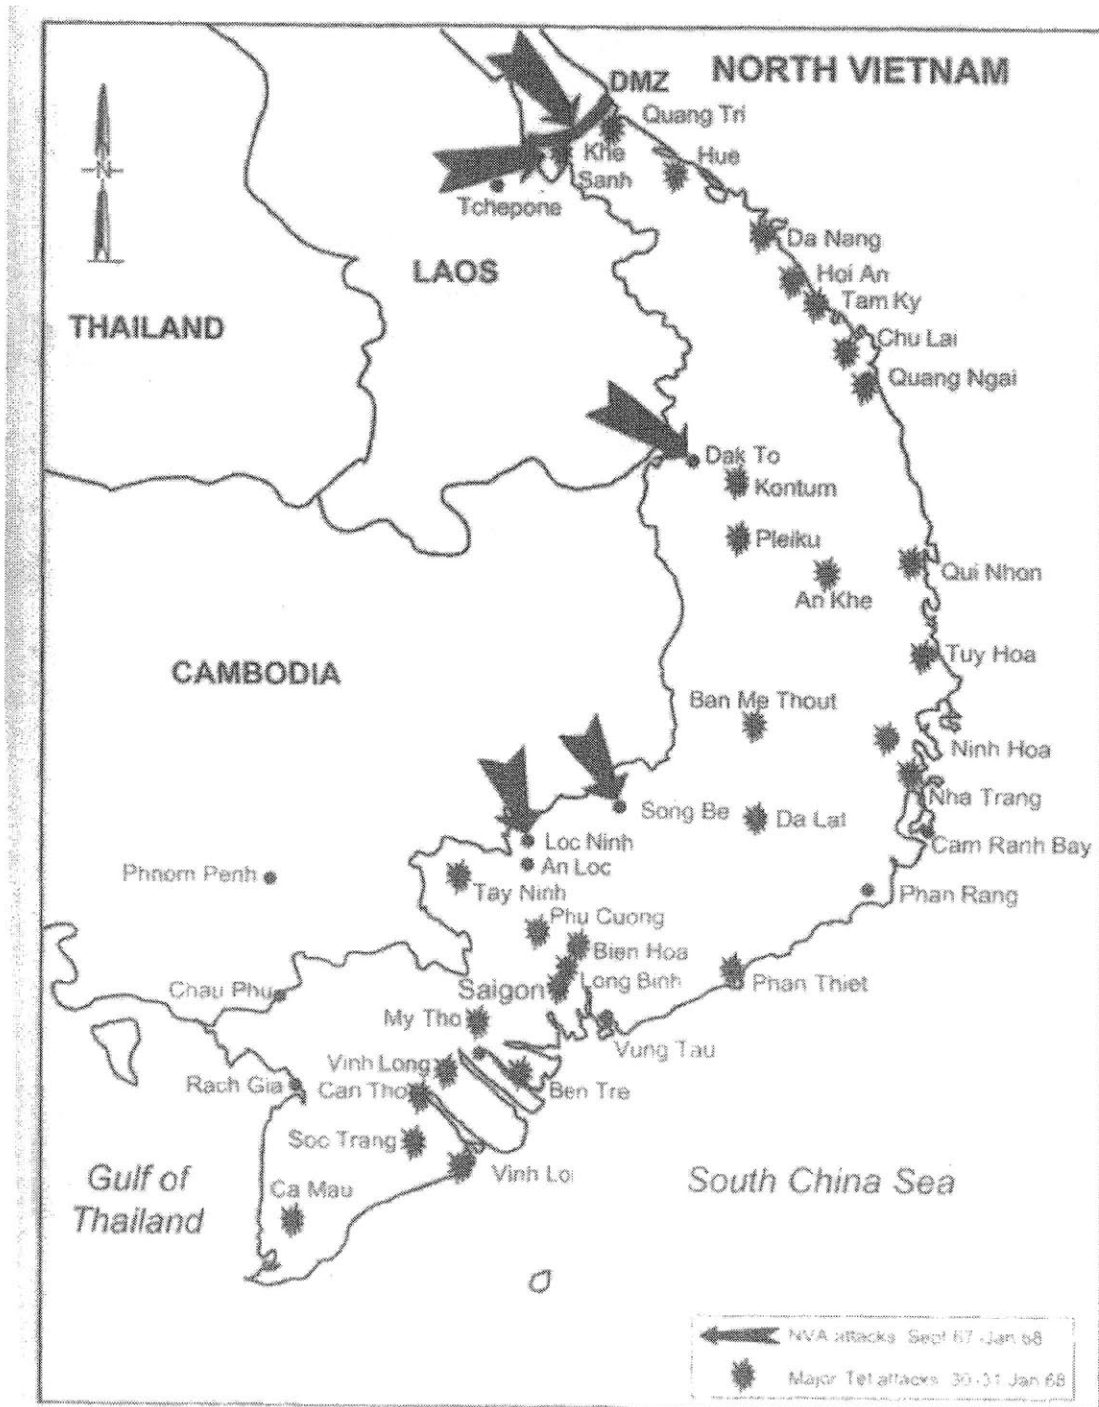 NORTH VIETNAM
DMZ
Quang Tri
Khe
Sanh
Hue
Tchepone
Da Nang
LAOS
Hoi An
Tam Ky
THAILAND
Chu Lai
Quang Ngai
Dak To
Kontum
Pleiku
Qui Nhon
An Khe
Tuy Hoa
CAMBODIA
Ban Me Thout
Ninh Hoa
Nha Trang
Song Be
Da Lat
Loc Ninh
Cam Ranh Bay
An Loc
Phnom Penh
Tay Ninh
Phan Rang
Phu Cuong
Bien Hoa
Long Binh
Phan Thiet
Chau Phu
Saigon
My Tho
Vung Tau
Vinh Long
Rach Gia
Can Tho
Ben Tre
Soc Trang
Vinh Loi
Gulf of
Thailand
South China Sea
Ca Mau
N
NVA attacks Sept 67 -Jan 68
Major Tet attacks 30-31 Jan 68